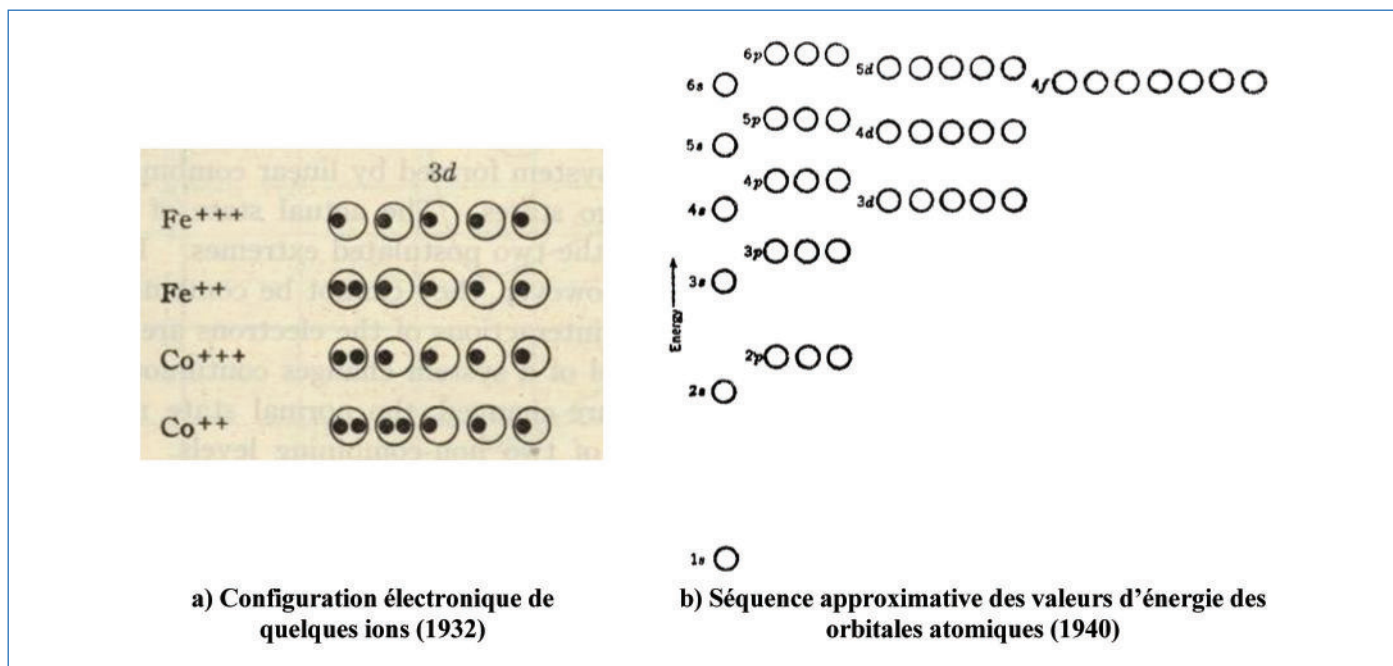 3d
Fe+++
Fe++
Co+++
Co++
a) Configuration électronique de
quelques ions (1932)
6p
5d
4f
6s
5p
4d
5s
4p
3d
4s
3p
3s
Energy
2p
2s
1s
b) Séquence approximative des valeurs d’énergie des
orbitales atomiques (1940)